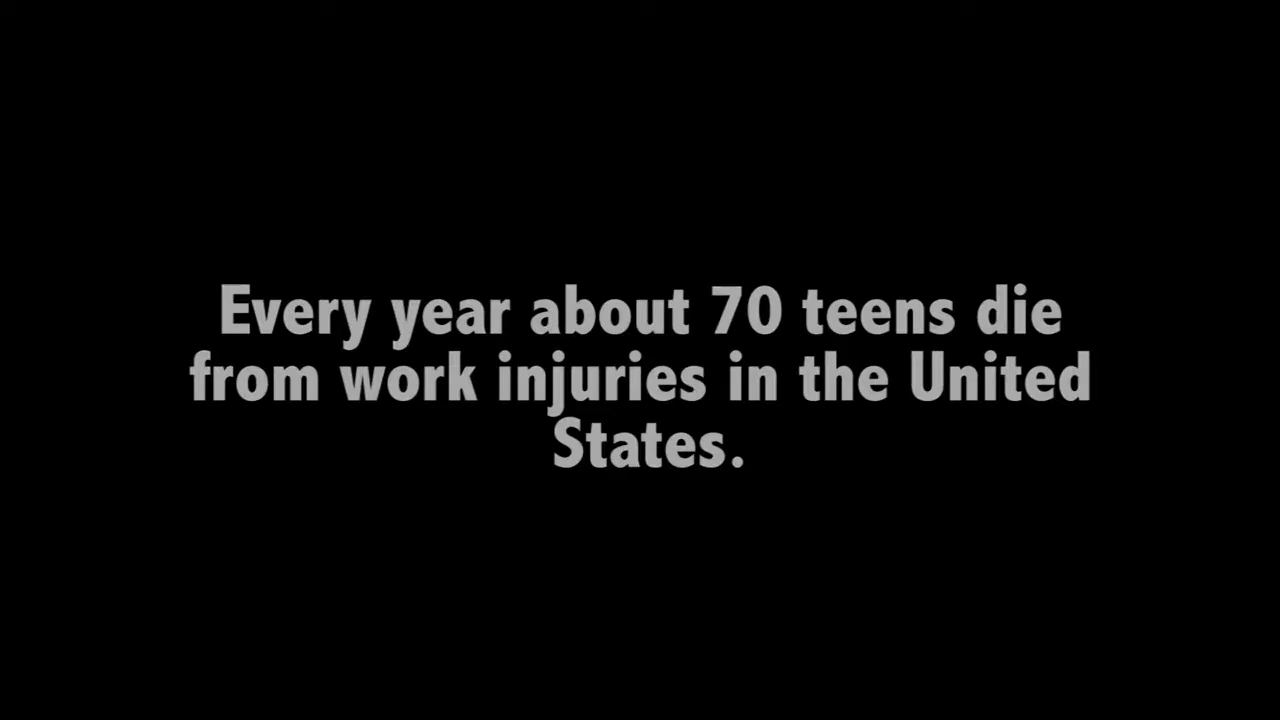 Every year about 70 teens die
from work injuries in the United
States.